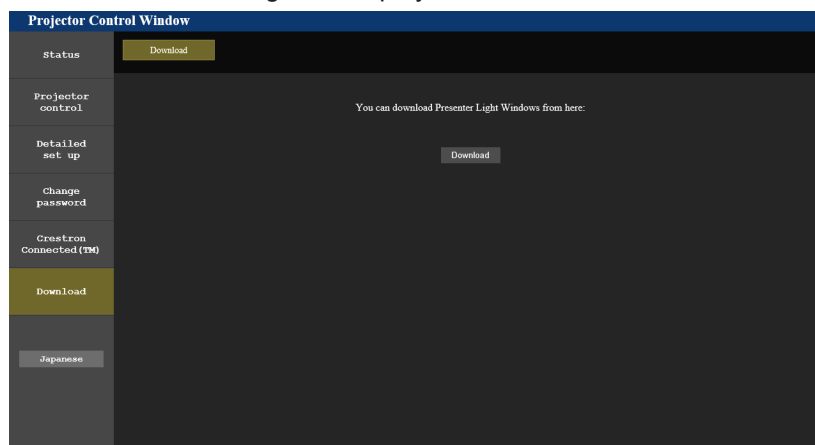 Projector Control Window
Status
Download
Projector
control
You can download Presenter Light Windows from here:
Detailed
set up
Download
Change
password
Crestron
Connected(TM)
Download
Japanese